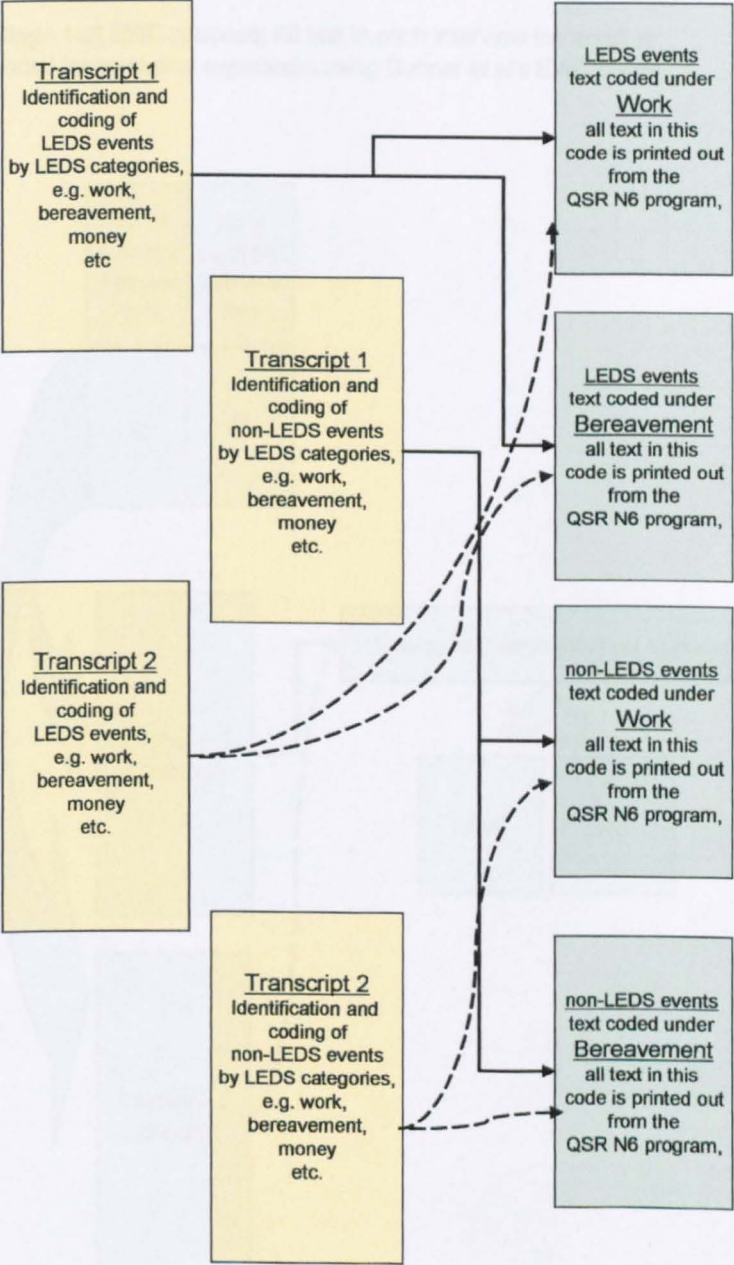 Transcript 1
Identification and
coding of
LEDS events
by LEDS categories,
e.g. work,
bereavement,
money
etc
Transcript 1
Identification and
coding of
non-LEDS events
by LEDS categories,
e.g. work,
bereavement,
money
etc.
Transcript 2
Identification and
coding of
LEDS events,
e.g. work,
bereavement,
money
etc.
Transcript 2
Identification and
coding of
non-LEDS events
by LEDS categories,
e.g. work,
bereavement,
money
etc.
LEDS events
text coded under
Work
all text in this
code is printed out
from the
QSR N6 program,
LEDS events
text coded under
Bereavement
all text in this
code is printed out
from the
QSR N6 program,
non-LEDS events
text coded under
Work
all text in this
code is printed out
from the
QSR N6 program,
non-LEDS events
text coded under
Bereavement
all text in this
code is printed out
from the
QSR N6 program,